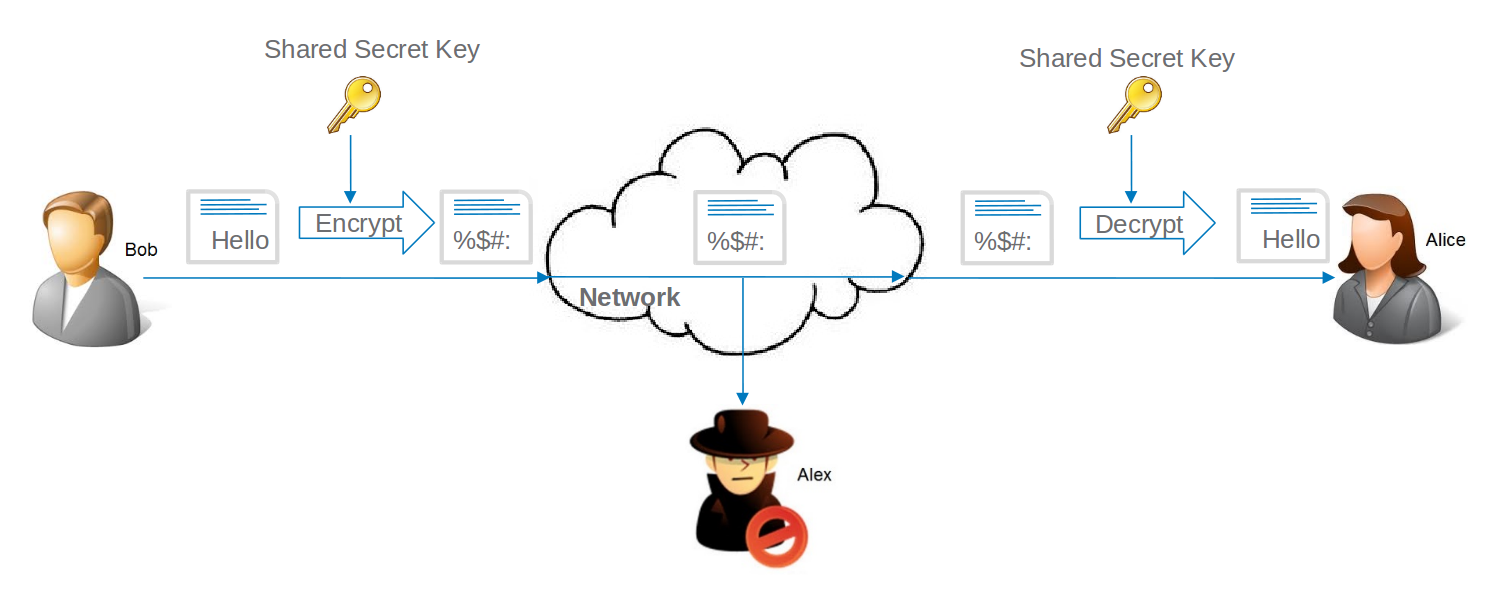 Shared Secret Key
Shared Secret Key
Bob
Hello
Encrypt
%$#:
%$#:
%$#:
Decrypt
Hello
Alice
Network
Alex